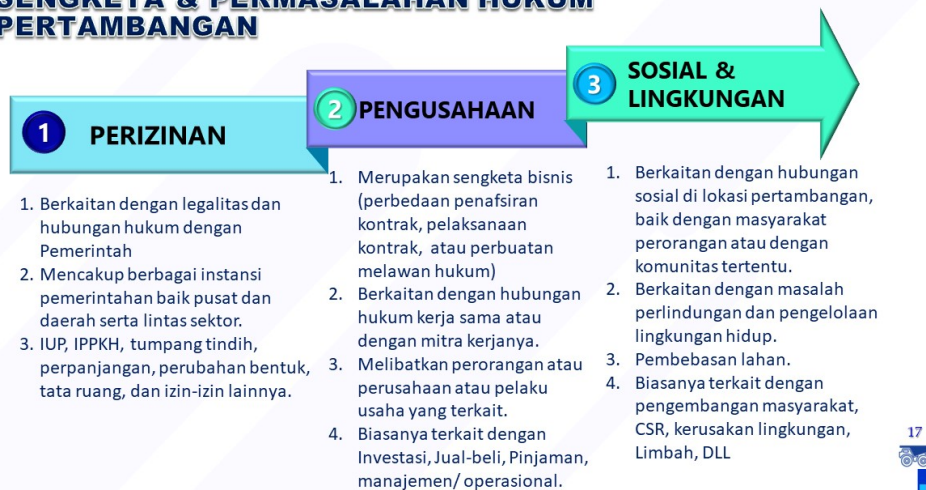 SENGKETA & PERMASALAHAN HUKUM
PERTAMBANGAN
1 PERIZINAN
1. Berkaitan dengan legalitas dan
hubungan hukum dengan
Pemerintah
2. Mencakup berbagai instansi
pemerintahan baik pusat dan
daerah serta lintas sektor.
3. IUP, IPPKH, tumpang tindih,
perpanjangan, perubahan bentuk,
tata ruang, dan izin-izin lainnya.
2 PENGUSAHAAN
1. Merupakan sengketa bisnis
(perbedaan penafsiran
kontrak, pelaksanaan
kontrak, atau perbuatan
melawan hukum)
2. Berkaitan dengan hubungan
hukum kerja sama atau
dengan mitra kerjanya.
3. Melibatkan perorangan atau
perusahaan atau pelaku
usaha yang terkait.
4. Biasanya terkait dengan
Investasi, Jual-beli, Pinjaman,
manajemen/ operasional.
3 SOSIAL &
LINGKUNGAN
1. Berkaitan dengan hubungan
sosial di lokasi pertambangan,
baik dengan masyarakat
perorangan atau dengan
komunitas tertentu.
2. Berkaitan dengan masalah
perlindungan dan pengelolaan
lingkungan hidup.
3. Pembebasan lahan.
4. Biasanya terkait dengan
pengembangan masyarakat,
CSR, kerusakan lingkungan,
Limbah, DLL
17